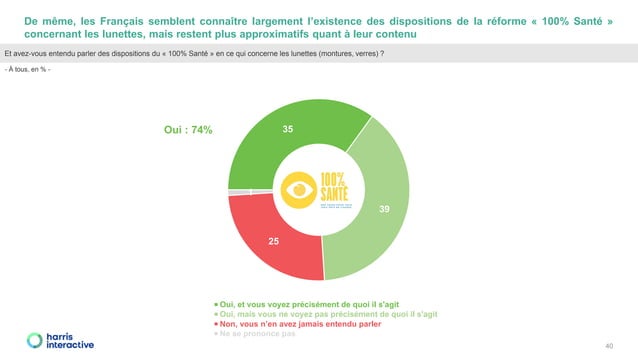 De même, les Français semblent connaître largement l'existence des dispositions de la réforme « 100% Santé »
concernant les lunettes, mais restent plus approximatifs quant à leur contenu
Et avez-vous entendu parler des dispositions du « 100% Santé » en ce qui concerne les lunettes (montures, verres) ?
- À tous, en % -
Oui : 74%
35
100%
SANTÉ
39
25
Oui, et vous voyez précisément de quoi il s'agit
Oui, mais vous ne voyez pas précisément de quoi il s'agit
Non, vous n'en avez jamais entendu parler
Ne se prononce pas
harris
interactive
40